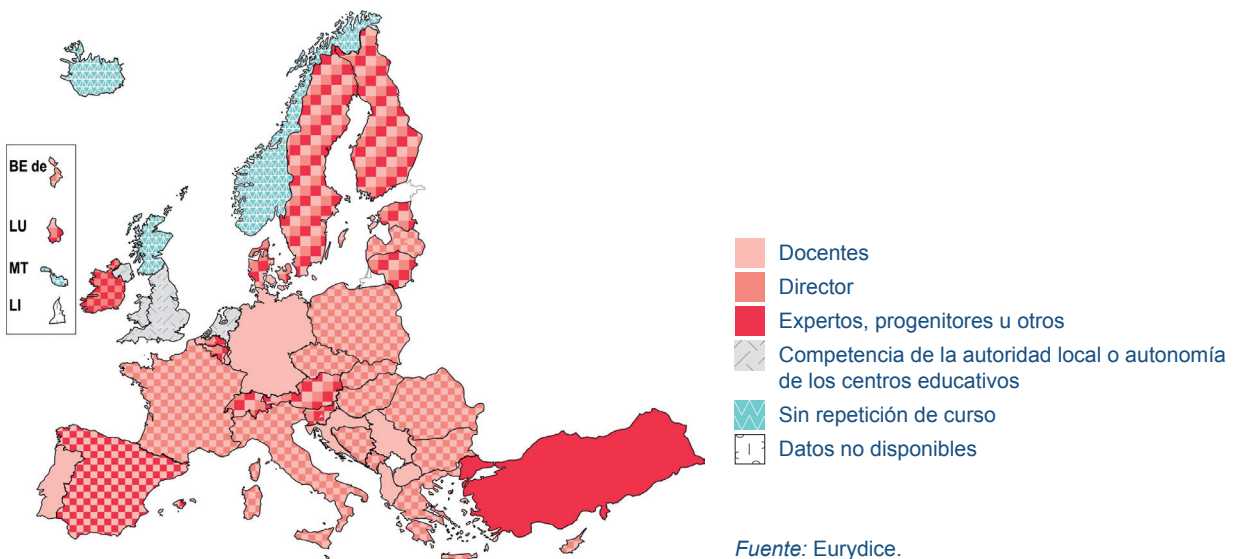 BE de
LU
MT
LI
Docentes
Director
Expertos, progenitores u otros
Competencia de la autoridad local o autonomía
de los centros educativos
Sin repetición de curso
Datos no disponibles
Fuente: Eurydice.